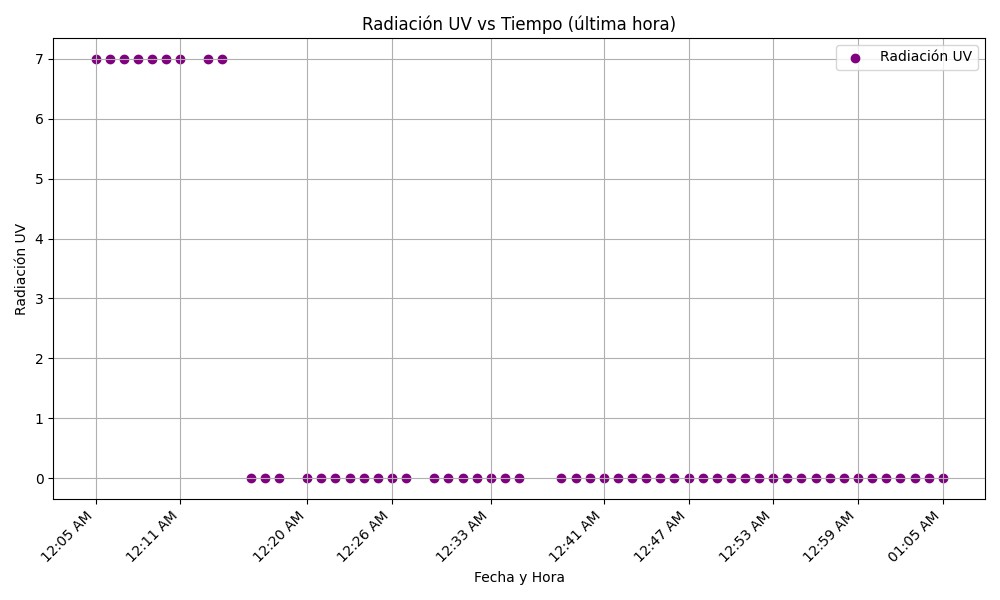 Radiación UV vs Tiempo (última hora)
Radiación UV
7
6
5
4
3
2
1
0
Radiación UV
12:05 AM
12:11 AM
12:20 AM
12:26 AM
12:33 AM
12:41 AM
12:47 AM
12:53 AM
12:59 AM
01:05 AM
Fecha y Hora